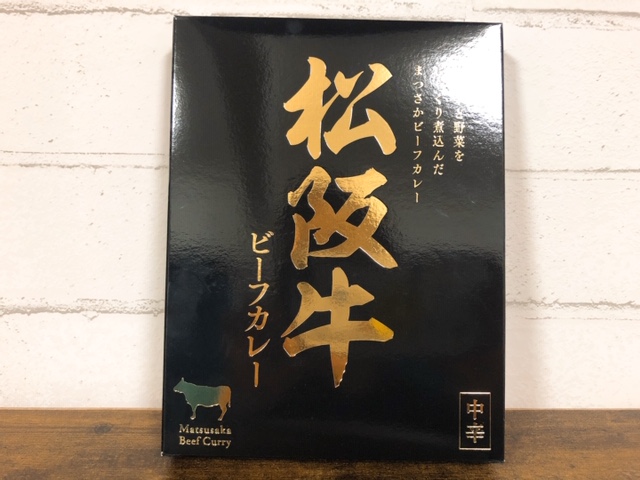 野菜を
り煮込んだ
まつさかビーフカレー
松阪牛
ビーフカレー
Matsusaka
Beef Curry
中辛